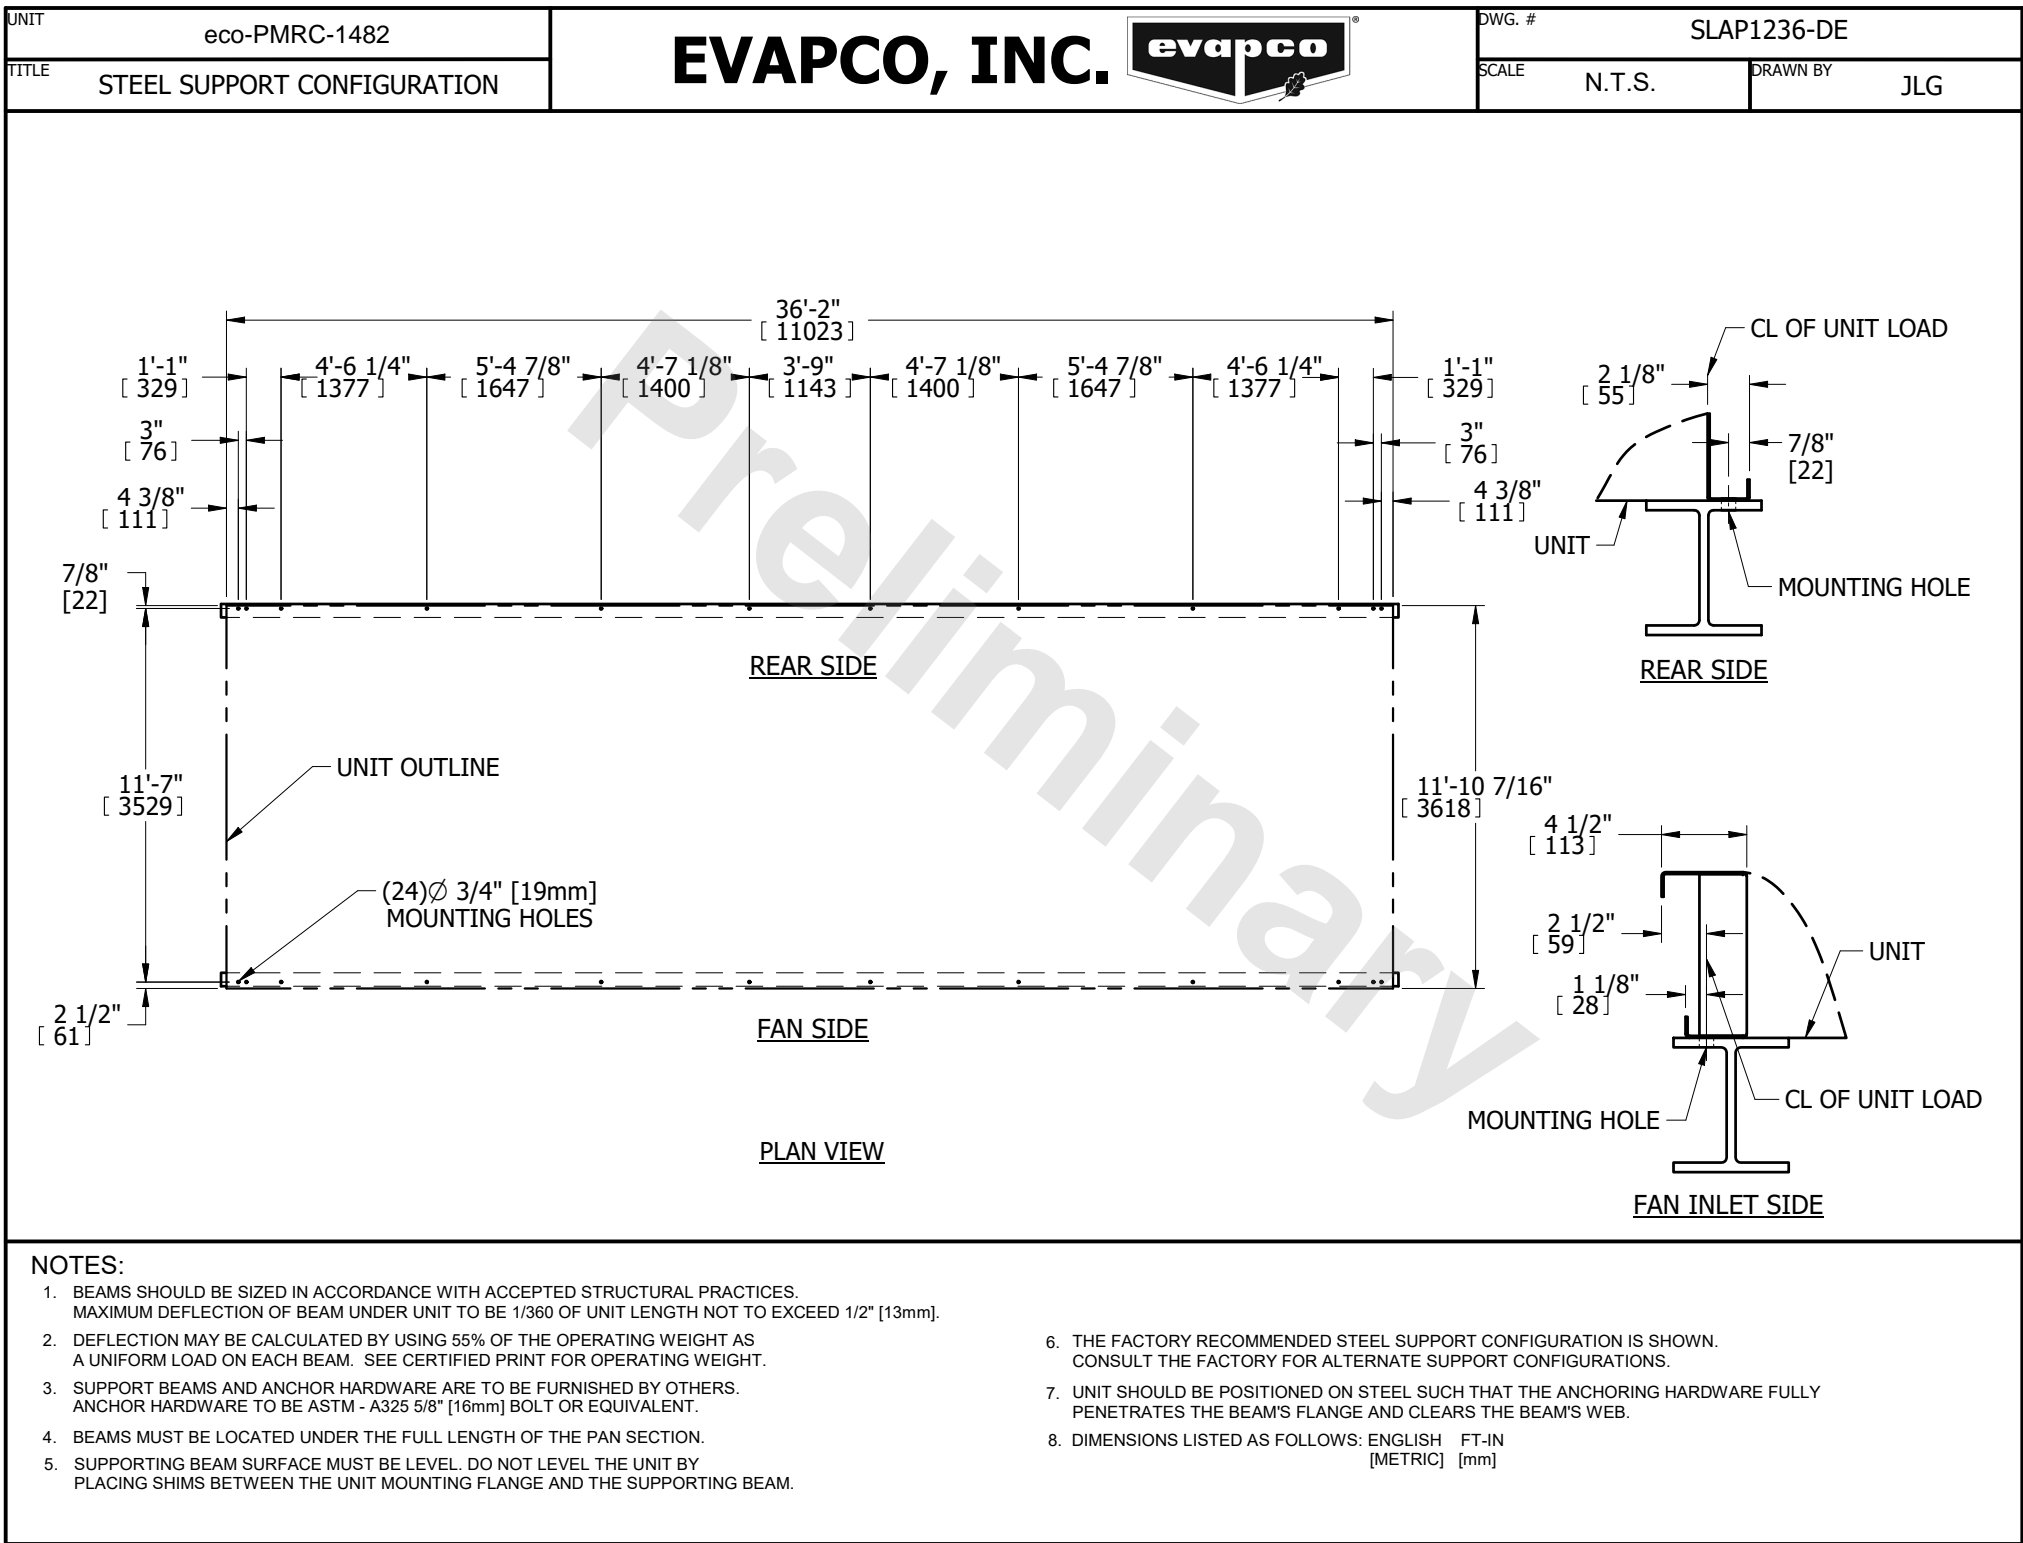 UNIT
eco-PMRC-1482
TITLE
STEEL SUPPORT CONFIGURATION
EVAPCO, INC.
evapco
®
DWG. #
SLAP1236-DE
SCALE
N.T.S.
DRAWN BY
JLG
36'-2"
[ 11023 ]
1'-1"
[ 329 ]
4'-6 1/4"
[ 1377 ]
5'-4 7/8"
[ 1647 ]
4'-7 1/8"
[ 1400 ]
3'-9"
[ 1143 ]
4'-7 1/8"
[ 1400 ]
5'-4 7/8"
[ 1647 ]
4'-6 1/4"
[ 1377 ]
1'-1"
[ 329 ]
3"
[ 76 ]
3"
[ 76 ]
4 3/8"
[ 111 ]
4 3/8"
[ 111 ]
7/8"
[22]
REAR SIDE
UNIT OUTLINE
11'-7"
[ 3529 ]
11'-10 7/16"
[ 3618 ]
(24)Ø 3/4" [19mm]
MOUNTING HOLES
2 1/2"
[ 61 ]
FAN SIDE
PLAN VIEW
Preliminary
CL OF UNIT LOAD
2 1/8"
[ 55 ]
7/8"
[22]
UNIT
MOUNTING HOLE
REAR SIDE
4 1/2"
[ 113 ]
2 1/2"
[ 59 ]
UNIT
1 1/8"
[ 28 ]
CL OF UNIT LOAD
MOUNTING HOLE
FAN INLET SIDE
NOTES:
1. BEAMS SHOULD BE SIZED IN ACCORDANCE WITH ACCEPTED STRUCTURAL PRACTICES.
MAXIMUM DEFLECTION OF BEAM UNDER UNIT TO BE 1/360 OF UNIT LENGTH NOT TO EXCEED 1/2" [13mm].
2. DEFLECTION MAY BE CALCULATED BY USING 55% OF THE OPERATING WEIGHT AS
A UNIFORM LOAD ON EACH BEAM. SEE CERTIFIED PRINT FOR OPERATING WEIGHT.
3. SUPPORT BEAMS AND ANCHOR HARDWARE ARE TO BE FURNISHED BY OTHERS.
ANCHOR HARDWARE TO BE ASTM - A325 5/8" [16mm] BOLT OR EQUIVALENT.
4. BEAMS MUST BE LOCATED UNDER THE FULL LENGTH OF THE PAN SECTION.
5. SUPPORTING BEAM SURFACE MUST BE LEVEL. DO NOT LEVEL THE UNIT BY
PLACING SHIMS BETWEEN THE UNIT MOUNTING FLANGE AND THE SUPPORTING BEAM.
6. THE FACTORY RECOMMENDED STEEL SUPPORT CONFIGURATION IS SHOWN.
CONSULT THE FACTORY FOR ALTERNATE SUPPORT CONFIGURATIONS.
7. UNIT SHOULD BE POSITIONED ON STEEL SUCH THAT THE ANCHORING HARDWARE FULLY
PENETRATES THE BEAM'S FLANGE AND CLEARS THE BEAM'S WEB.
8. DIMENSIONS LISTED AS FOLLOWS: ENGLISH FT-IN
[METRIC] [mm]